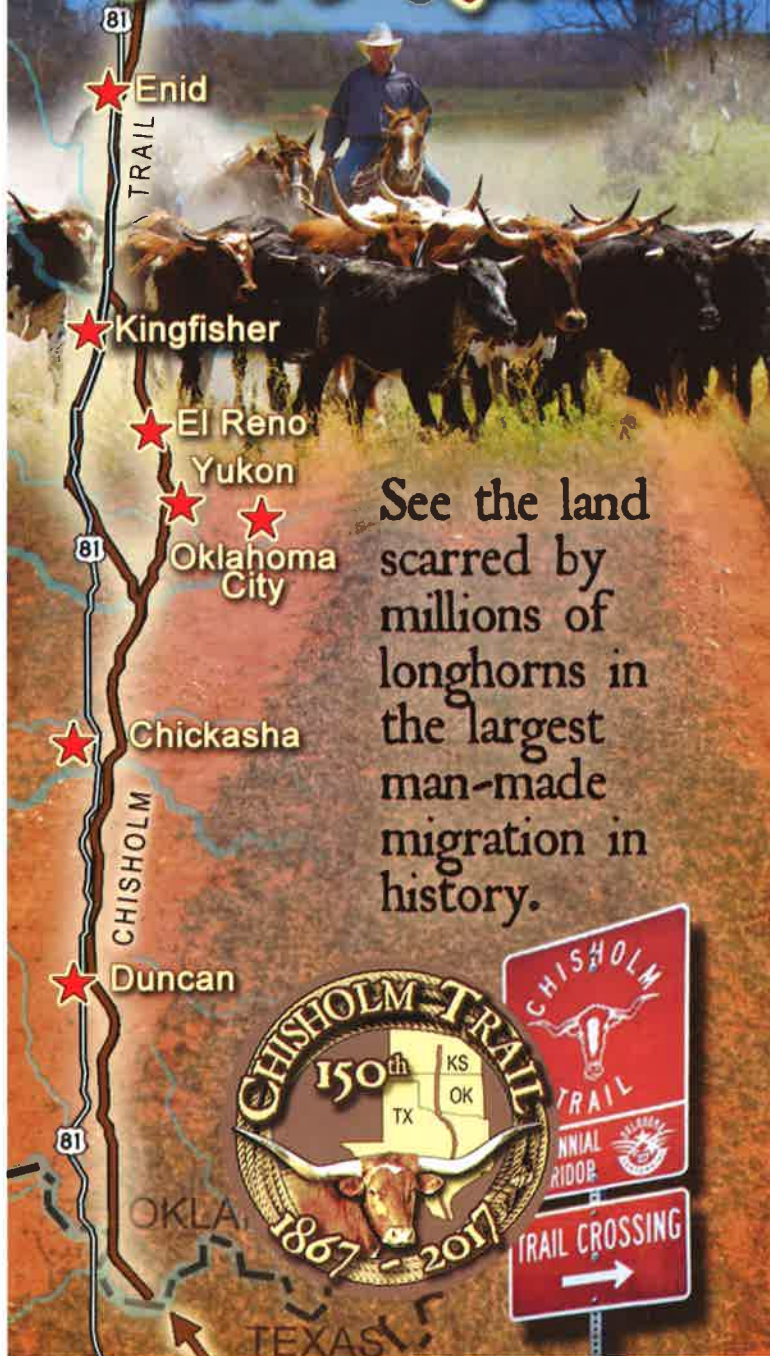 81
Enid
TRAIL
Kingfisher
El Reno
Yukon
Oklahoma
City
81
See the land
scarred by
millions of
longhorns in
the largest
man-made
migration in
history.
Chickasha
CHISHOLM
Duncan
CHISHOLM TRAIL
150th
KS
OK
TX
1867 - 2017
CHISHOLM
TRAIL
NNIAL
RIDOR
TRAIL CROSSING
81
OKLA
TEXAS